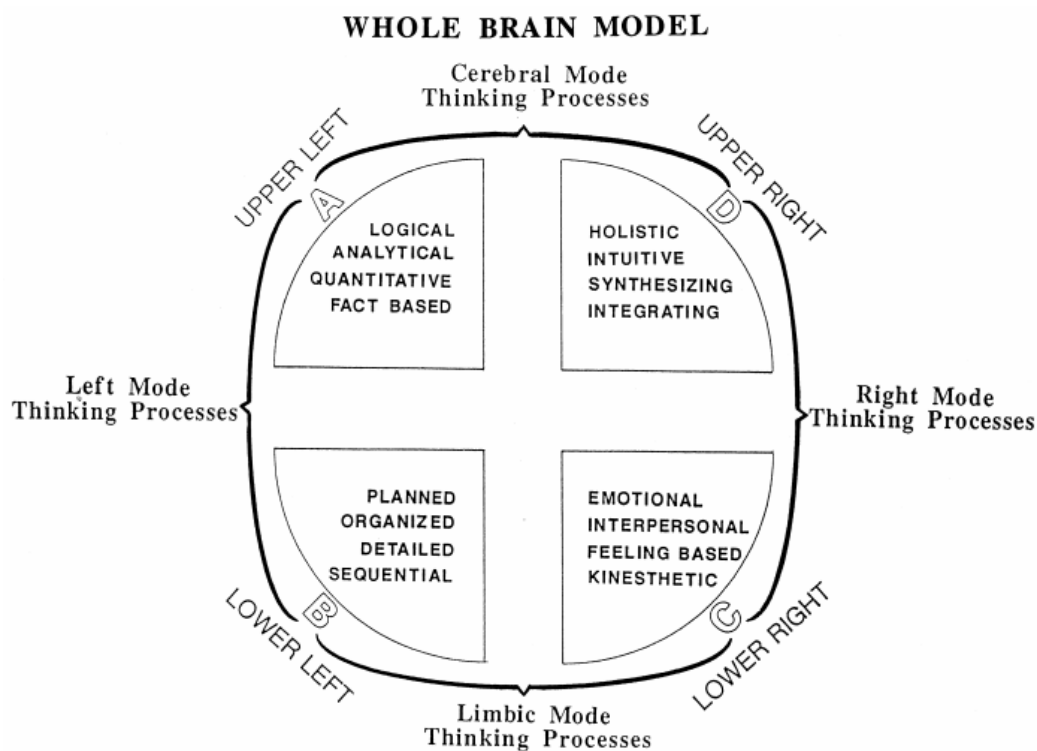 WHOLE BRAIN MODEL
Cerebral Mode
Thinking Processes
UPPER LEFT
UPPER RIGHT
A
D
LOGICAL
ANALYTICAL
QUANTITATIVE
FACT BASED
HOLISTIC
INTUITIVE
SYNTHESIZING
INTEGRATING
Left Mode
Thinking Processes
Right Mode
Thinking Processes
PLANNED
ORGANIZED
DETAILED
SEQUENTIAL
EMOTIONAL
INTERPERSONAL
FEELING BASED
KINESTHETIC
B
C
LOWER LEFT
LOWER RIGHT
Limbic Mode
Thinking Processes